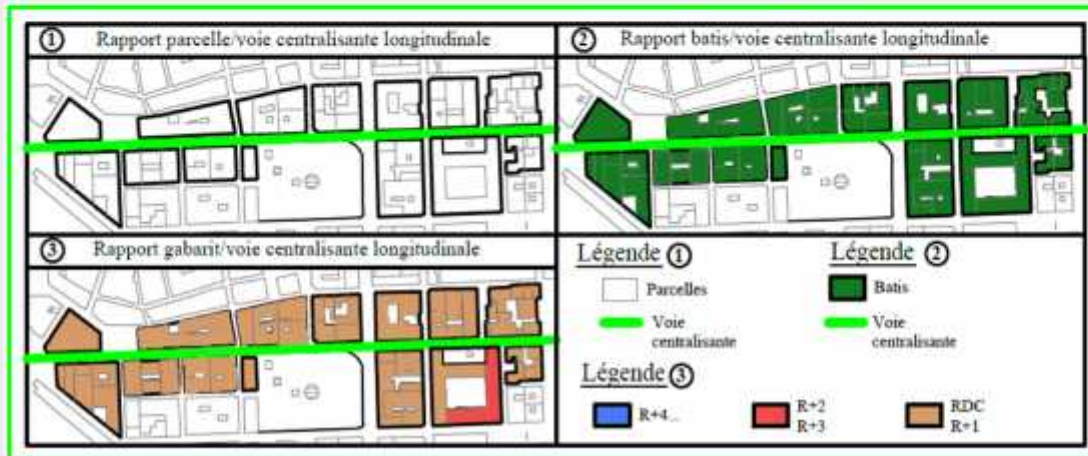 ① Rapport parcelle/voie centralisante longitudinale
② Rapport batis/voie centralisante longitudinale
③ Rapport gabarit/voie centralisante longitudinale
Légende ①
Parcelles
Voie
centralisante
Légende ②
Batis
Voie
centralisante
Légende ③
R+4...
R+2
R+3
RDC
R+1